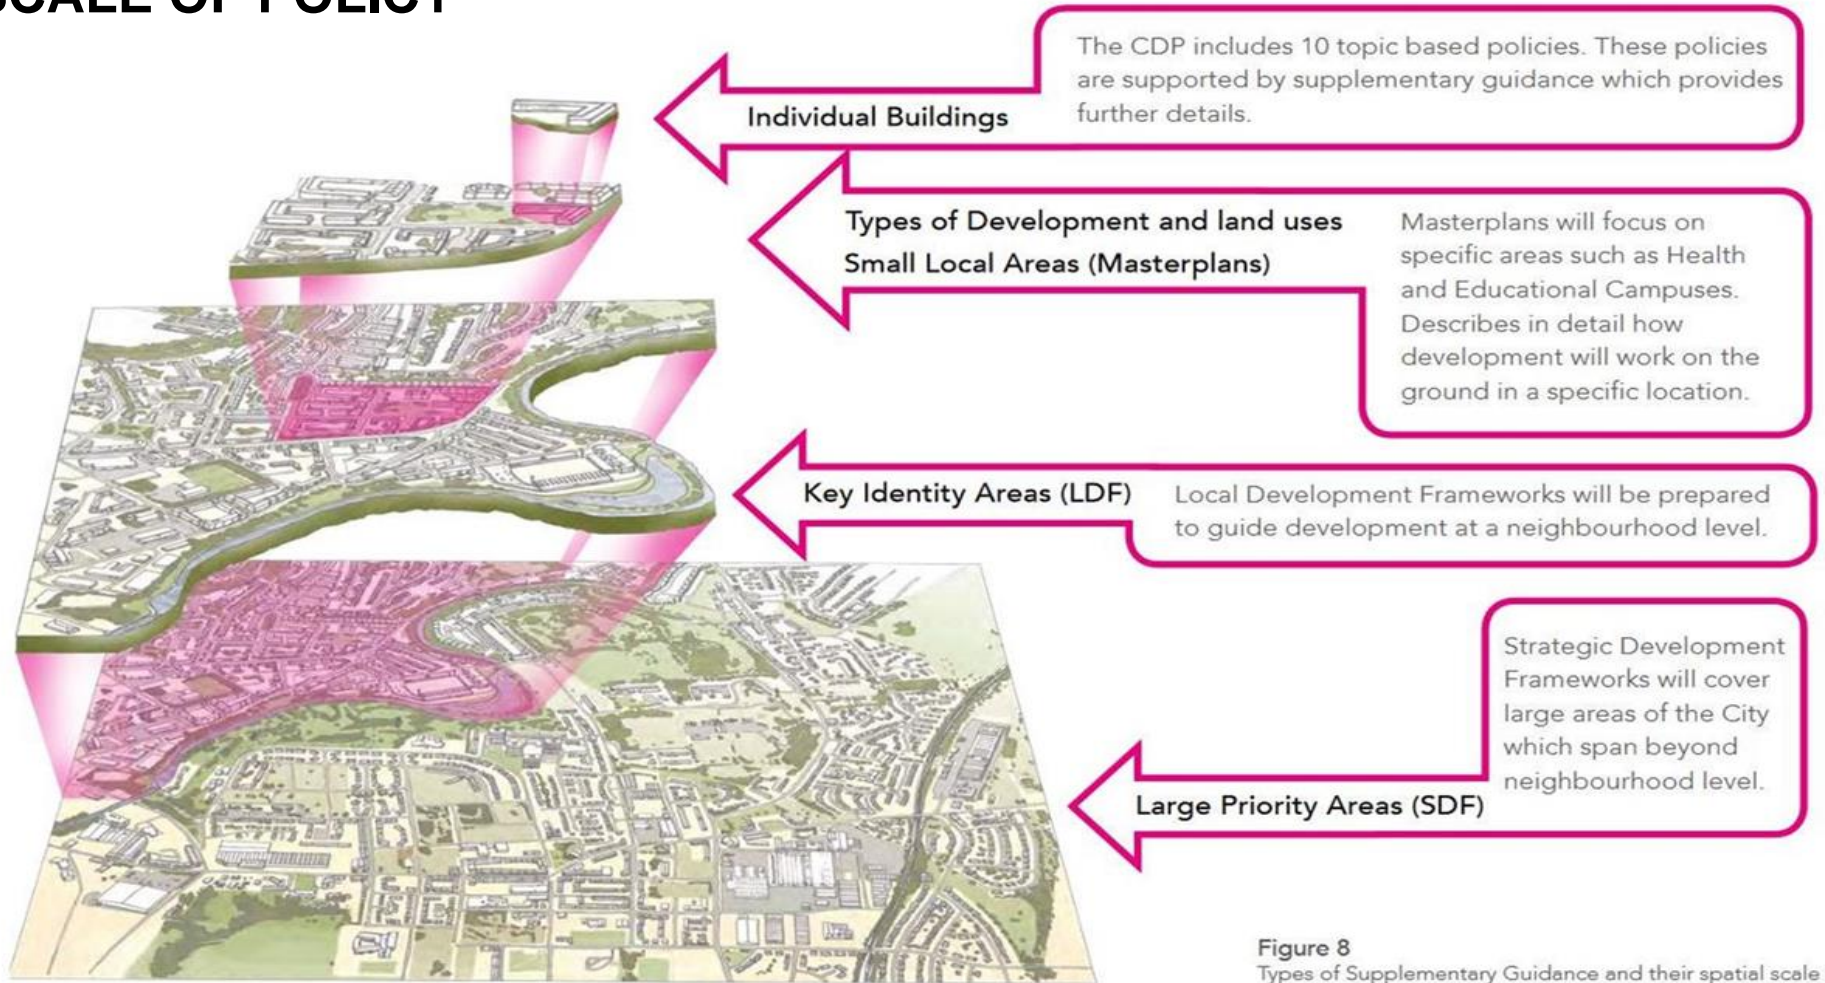 SCALE OF POLICY
The CDP includes 10 topic based policies. These policies
are supported by supplementary guidance which provides
further details.
Individual Buildings
Types of Development and land uses
Small Local Areas (Masterplans)
Masterplans will focus on
specific areas such as Health
and Educational Campuses.
Describes in detail how
development will work on the
ground in a specific location.
Key Identity Areas (LDF)
Local Development Frameworks will be prepared
to guide development at a neighbourhood level.
Strategic Development
Frameworks will cover
large areas of the City
which span beyond
neighbourhood level.
Large Priority Areas (SDF)
Figure 8
Types of Supplementary Guidance and their spatial scale